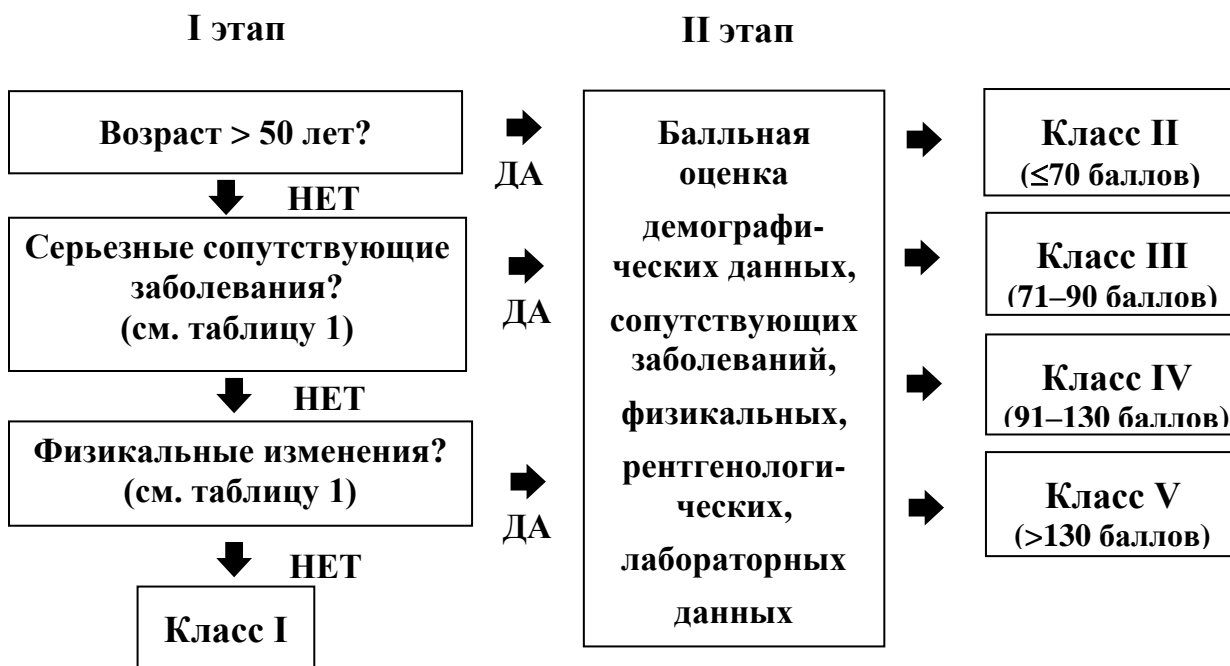 I этап
II этап
Возраст > 50 лет?
ДА
НЕТ
Серьезные сопутствующие
заболевания?
(см. таблицу 1)
ДА
НЕТ
Физикальные изменения?
(см. таблицу 1)
ДА
НЕТ
Класс I
Балльная
оценка
демографи-
ческих данных,
сопутствующих
заболеваний,
физикальных,
рентгенологи-
ческих,
лабораторных
данных
Класс II
(≤70 баллов)
Класс III
(71–90 баллов)
Класс IV
(91–130 баллов)
Класс V
(>130 баллов)